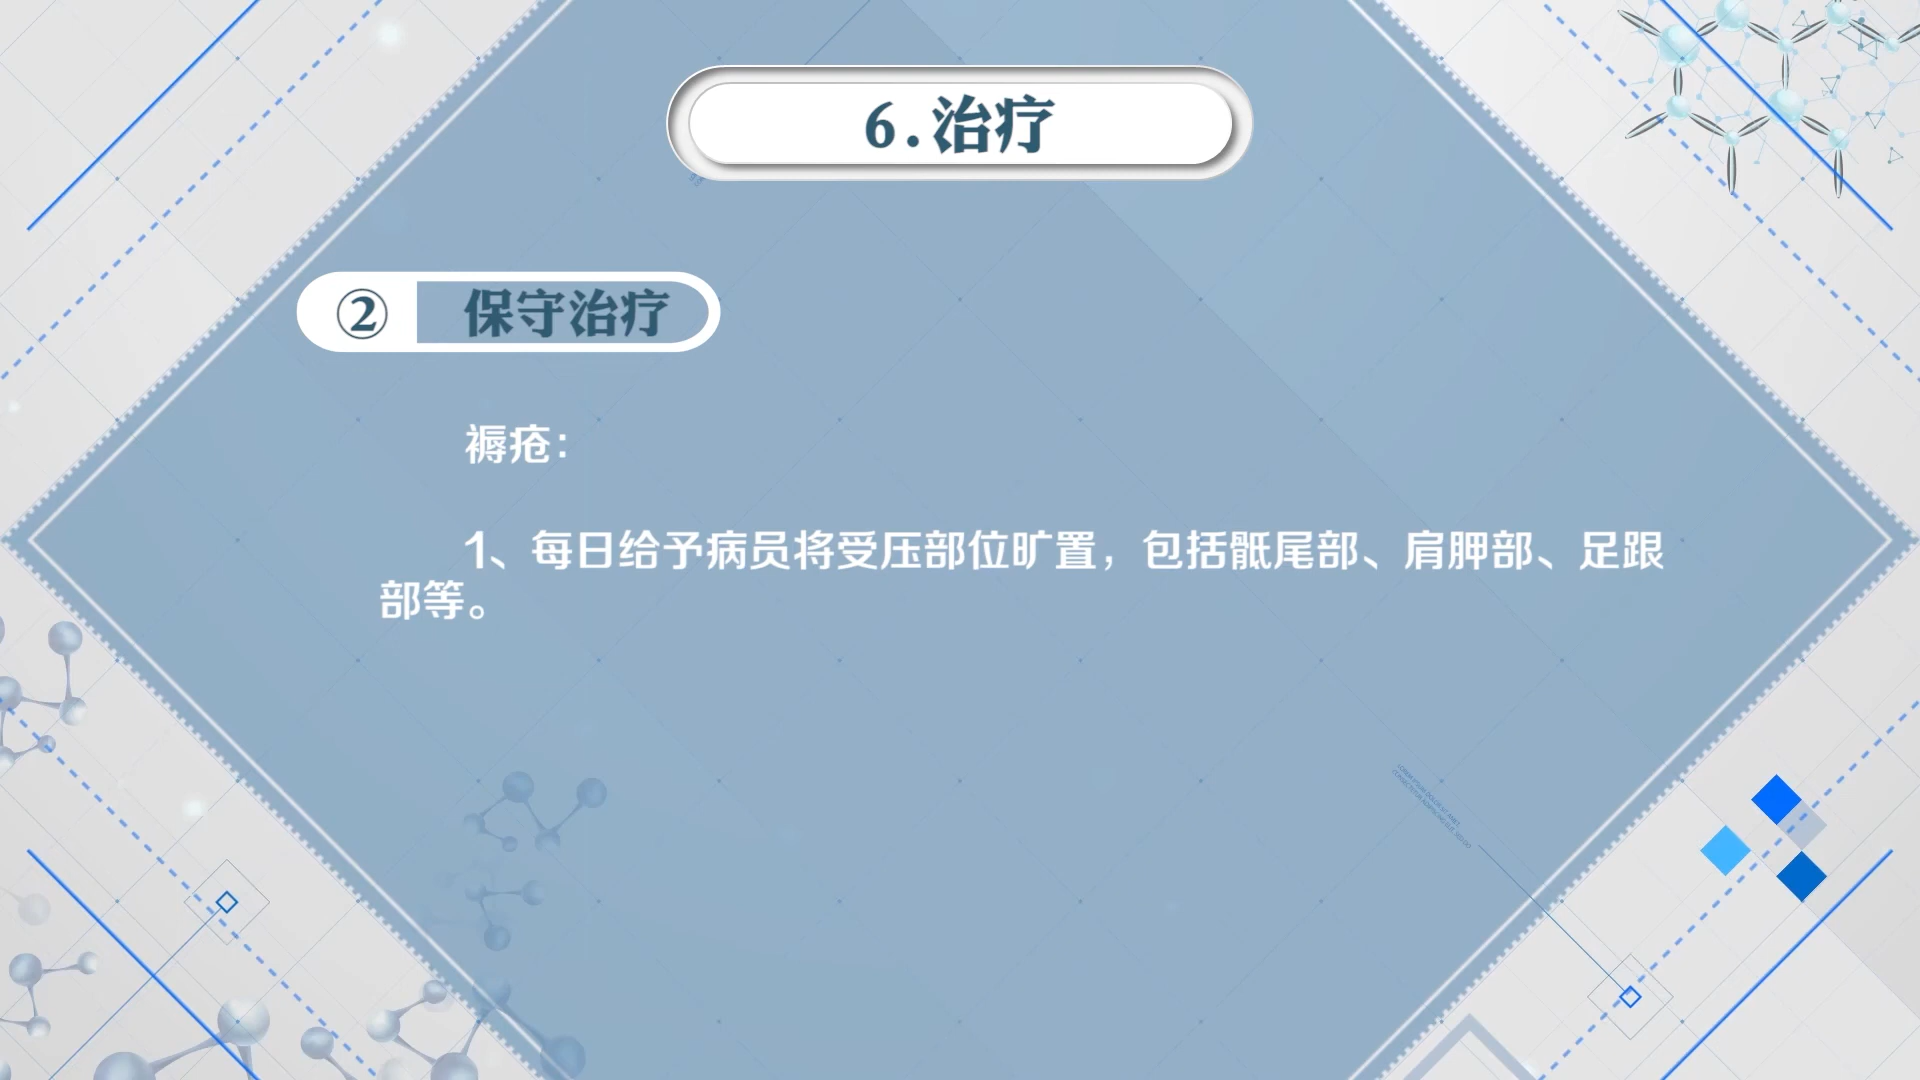 6.治疗
② 保守治疗
褥疮：
1、每日给予病员将受压部位旷置，包括骶尾部、肩胛部、足跟
部等。